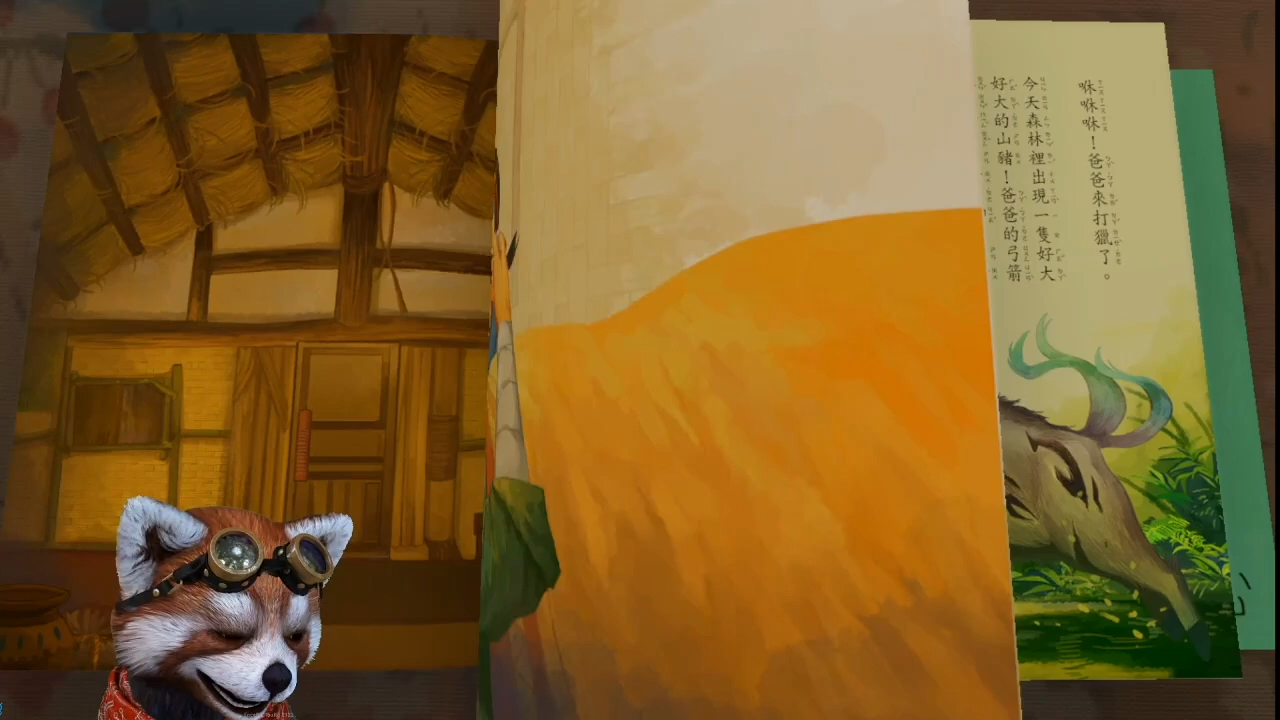 咻咻咻！爸爸來打獵了。
今天森林裡出現一隻好大
好大的山豬！爸爸的弓箭